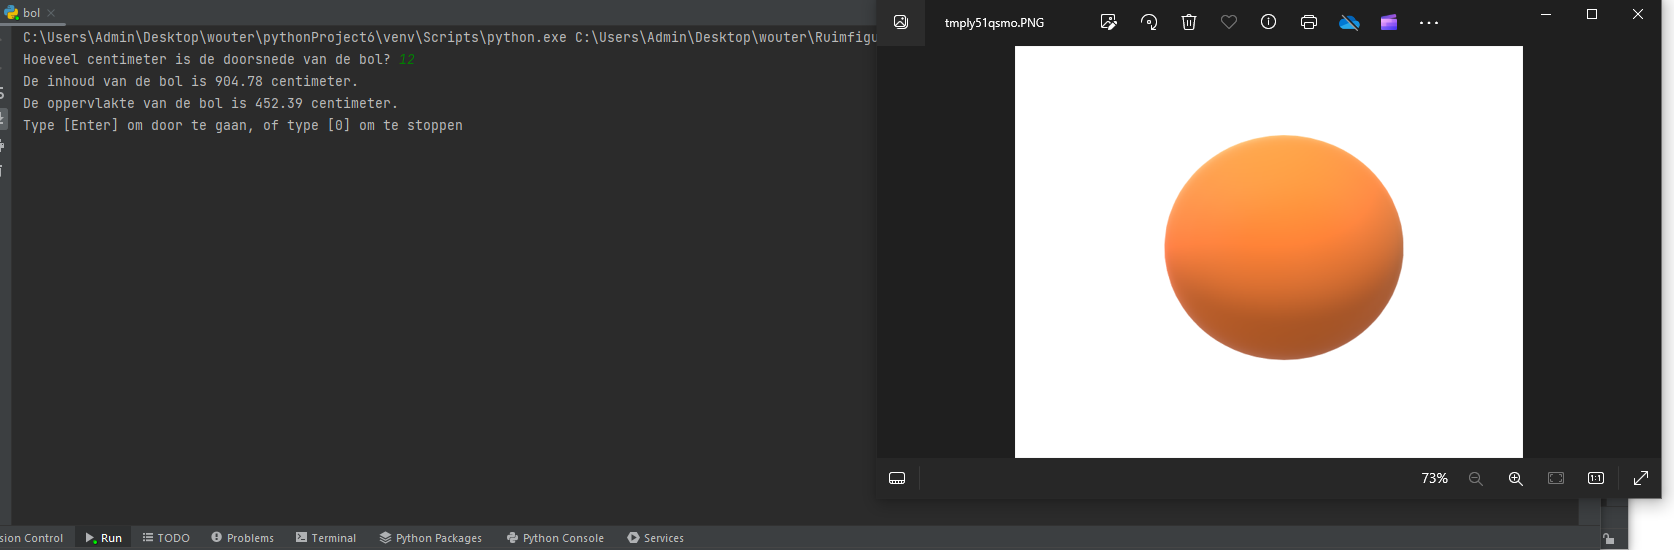 bol
C:\Users\Admin\Desktop\wouter\pythonProject6\venv\Scripts\python.exe C:\Users\Admin\Desktop\wouter\Ruimfigu
Hoeveel centimeter is de doorsnede van de bol? 12
De inhoud van de bol is 904.78 centimeter.
De oppervlakte van de bol is 452.39 centimeter.
Type [Enter] om door te gaan, of type [0] om te stoppen
tmply51qsmo.PNG
73%
1:1
sion Control
Run
TODO
Problems
Terminal
Python Packages
Python Console
Services